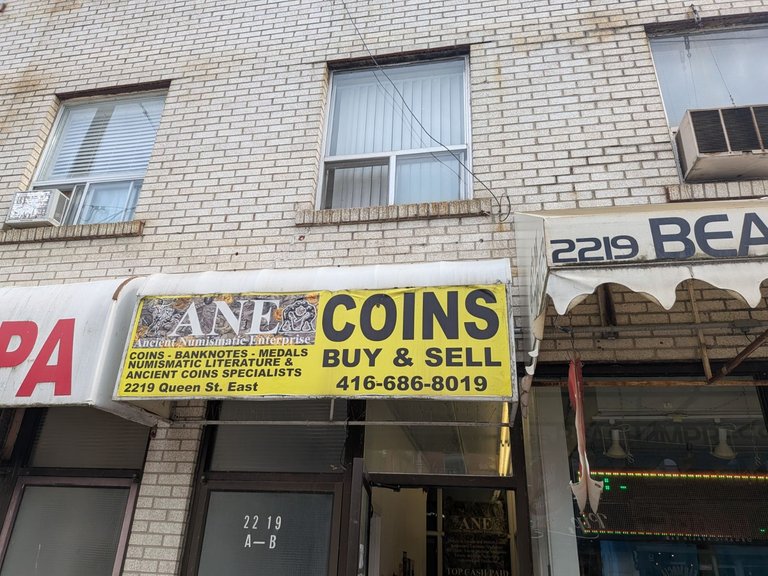 PA
ANE
Ancient Numismatic Enterprise
COINS - BANKNOTES - MEDALS
NUMISMATIC LITERATURE &
ANCIENT COINS SPECIALISTS
2219 Queen St. East
COINS
BUY & SELL
416-686-8019
2219 BEA
2219
A-B
ANE
TOP CASH PAID